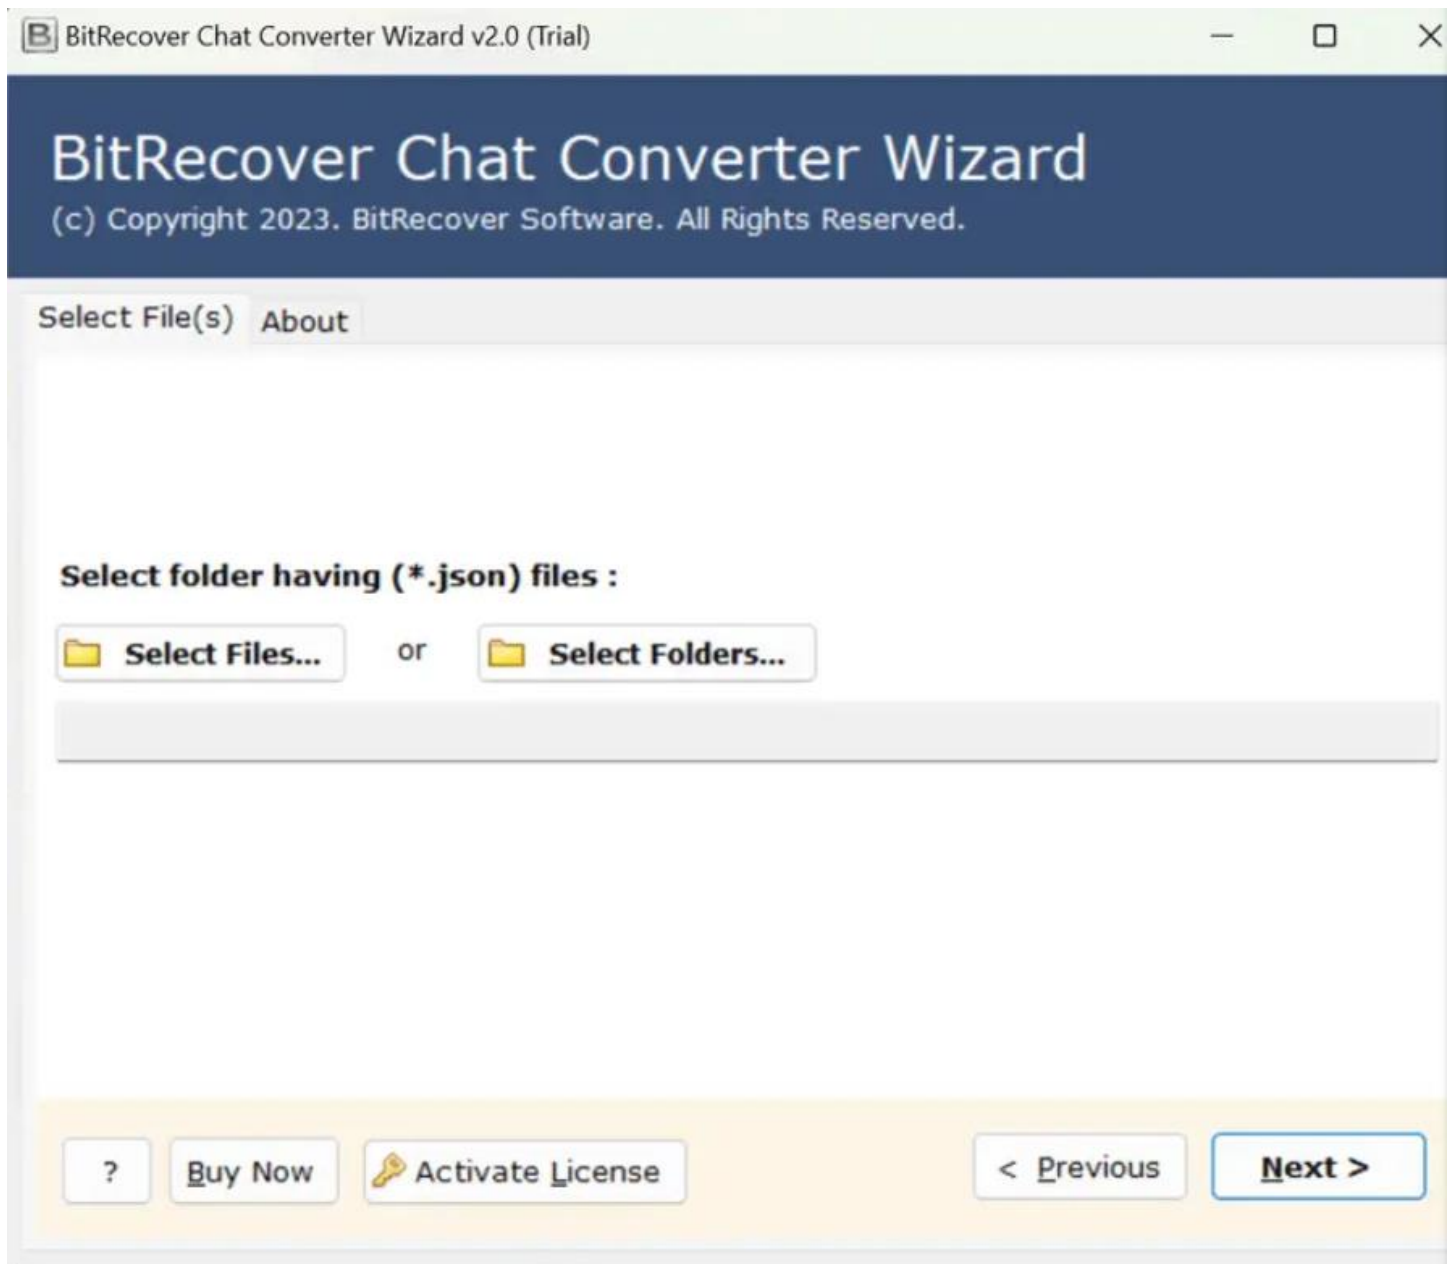 B BitRecover Chat Converter Wizard v2.0 (Trial)
BitRecover Chat Converter Wizard
(c) Copyright 2023. BitRecover Software. All Rights Reserved.
Select File(s) About
Select folder having (*.json) files :
Select Files... or Select Folders...
? Buy Now Activate License < Previous Next >